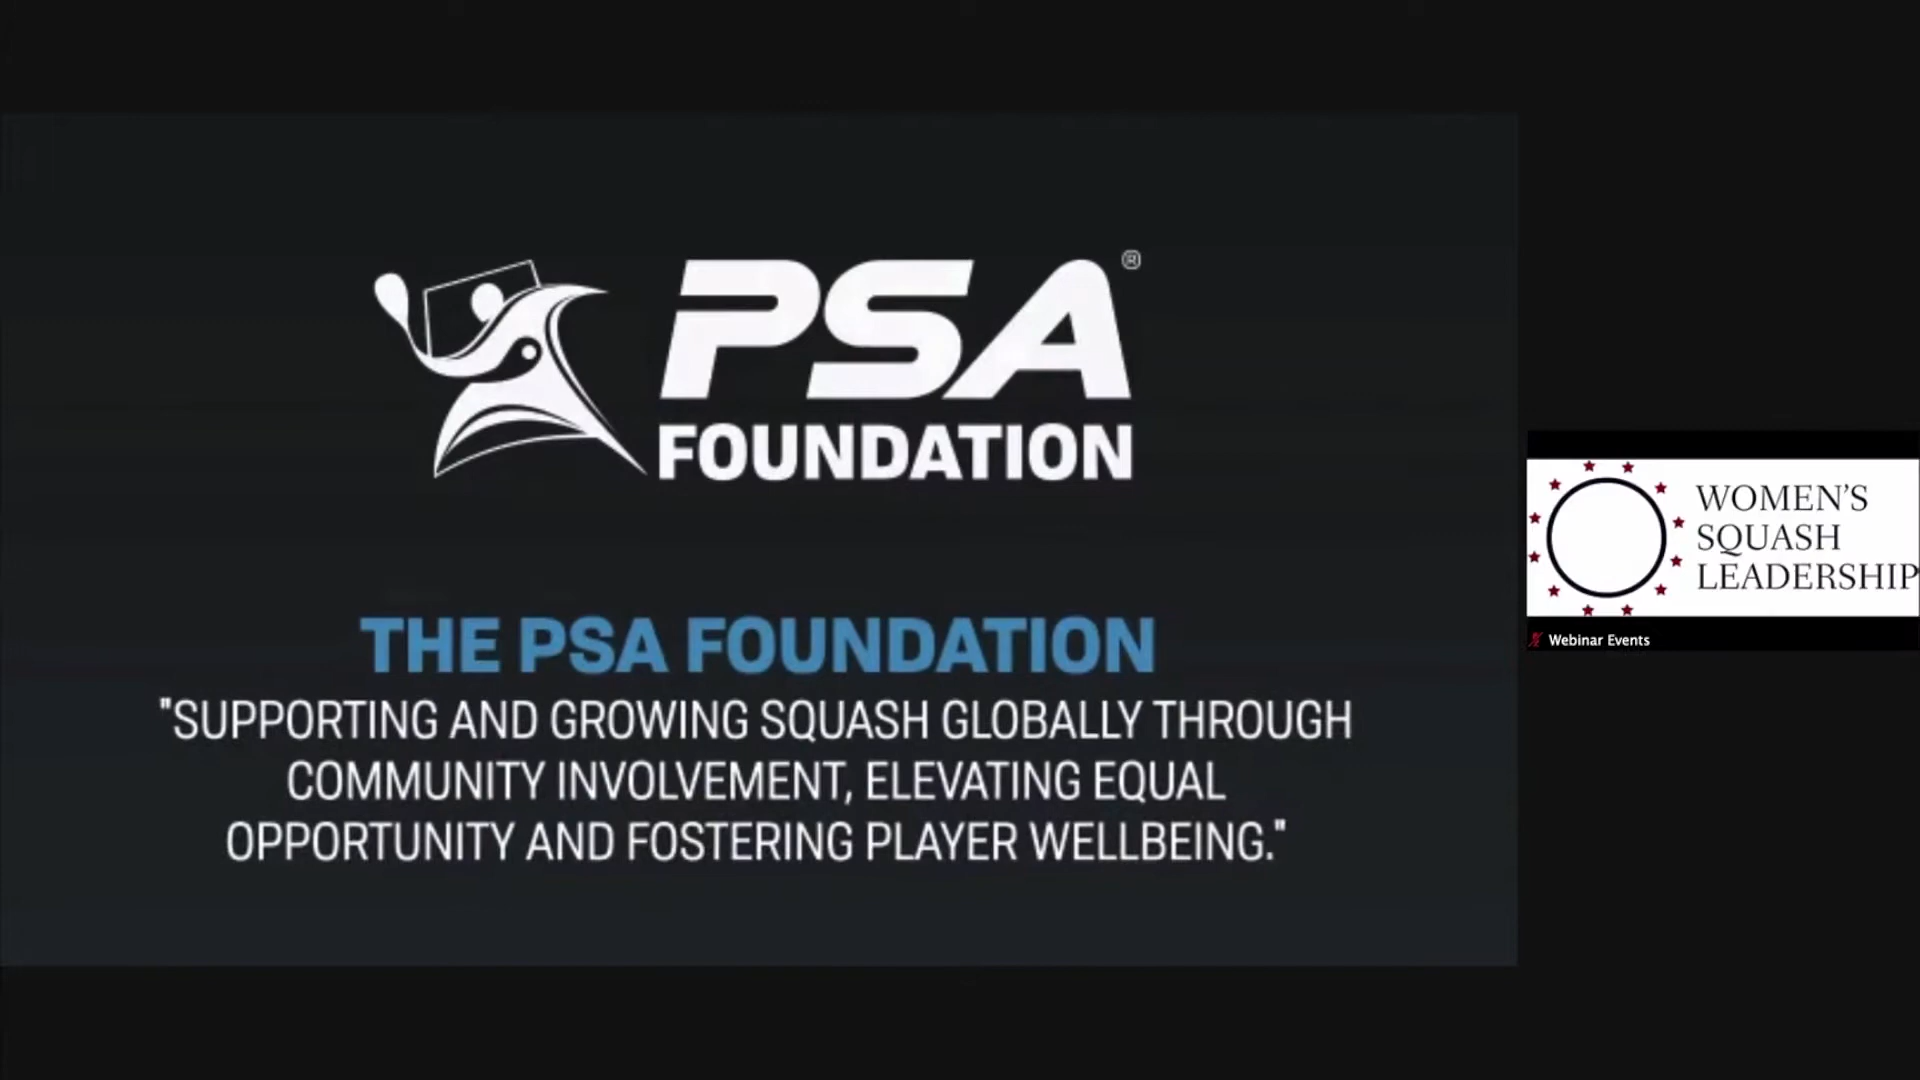 PSA®
FOUNDATION
THE PSA FOUNDATION
"SUPPORTING AND GROWING SQUASH GLOBALLY THROUGH
COMMUNITY INVOLVEMENT, ELEVATING EQUAL
OPPORTUNITY AND FOSTERING PLAYER WELLBEING."
WOMEN'S
SQUASH
LEADERSHIP
Webinar Events